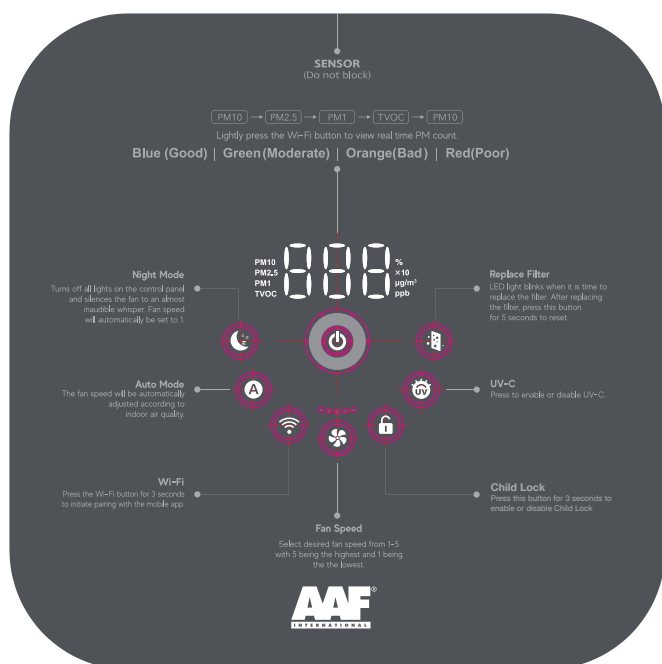 SENSOR
(Do not block)
PM10 → PM2.5 → PM1 → TVOC → PM10
Lightly press the Wi-Fi button to view real time PM count.
Blue (Good) | Green(Moderate) | Orange(Bad) | Red(Poor)
PM10
PM2.5
PM1
TVOC
888
%
×10
µg/m³
ppb
Night Mode
Turns off all lights on the control panel
and silences the fan to an almost
inaudible whisper. Fan speed
will automatically be set to 1.
Replace Filter
LED light blinks when it is time to
replace the filter. After replacing
the filter, press this button
for 5 seconds to reset.
Auto Mode
The fan speed will be automatically
adjusted according to
indoor air quality.
A
UV
UV-C
Press to enable or disable UV-C.
Wi-Fi
Press the Wi-Fi button for 3 seconds
to initiate pairing with the mobile app.
Child Lock
Press this button for 3 seconds to
enable or disable Child Lock
Fan Speed
Select desired fan speed from 1-5
with 5 being the highest and 1 being
the the lowest.
AAF®
INTERNATIONAL